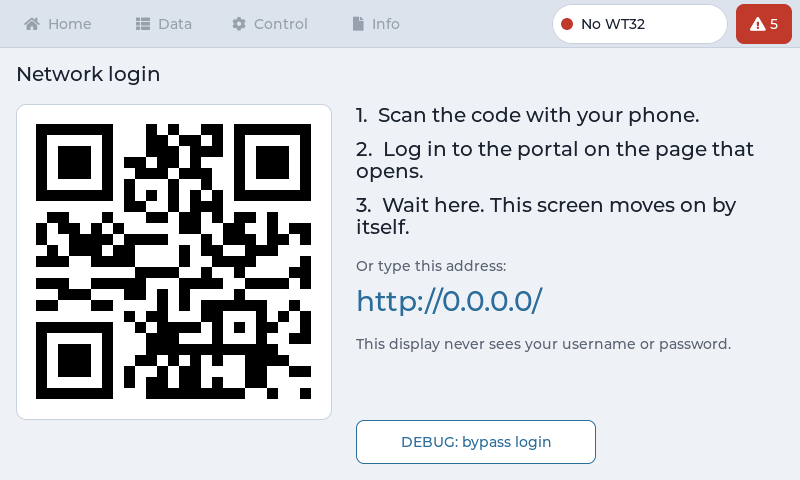 Home Data Control Info No WT32 5
Network login
1. Scan the code with your phone.
2. Log in to the portal on the page that
opens.
3. Wait here. This screen moves on by
itself.
Or type this address:
http://0.0.0.0/
This display never sees your username or password.
DEBUG: bypass login